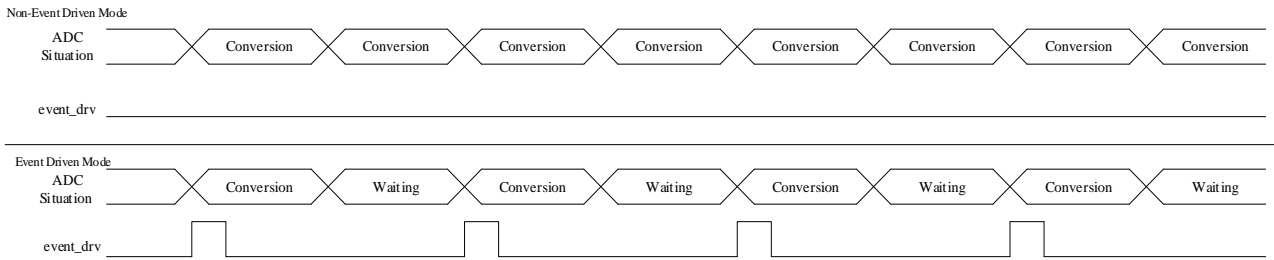 Non-Event Driven Mode
ADC
Situation
Conversion Conversion Conversion Conversion Conversion Conversion Conversion Conversion
event_drv
Event Driven Mode
ADC
Situation
Conversion Waiting Conversion Waiting Conversion Waiting Conversion Waiting
event_drv